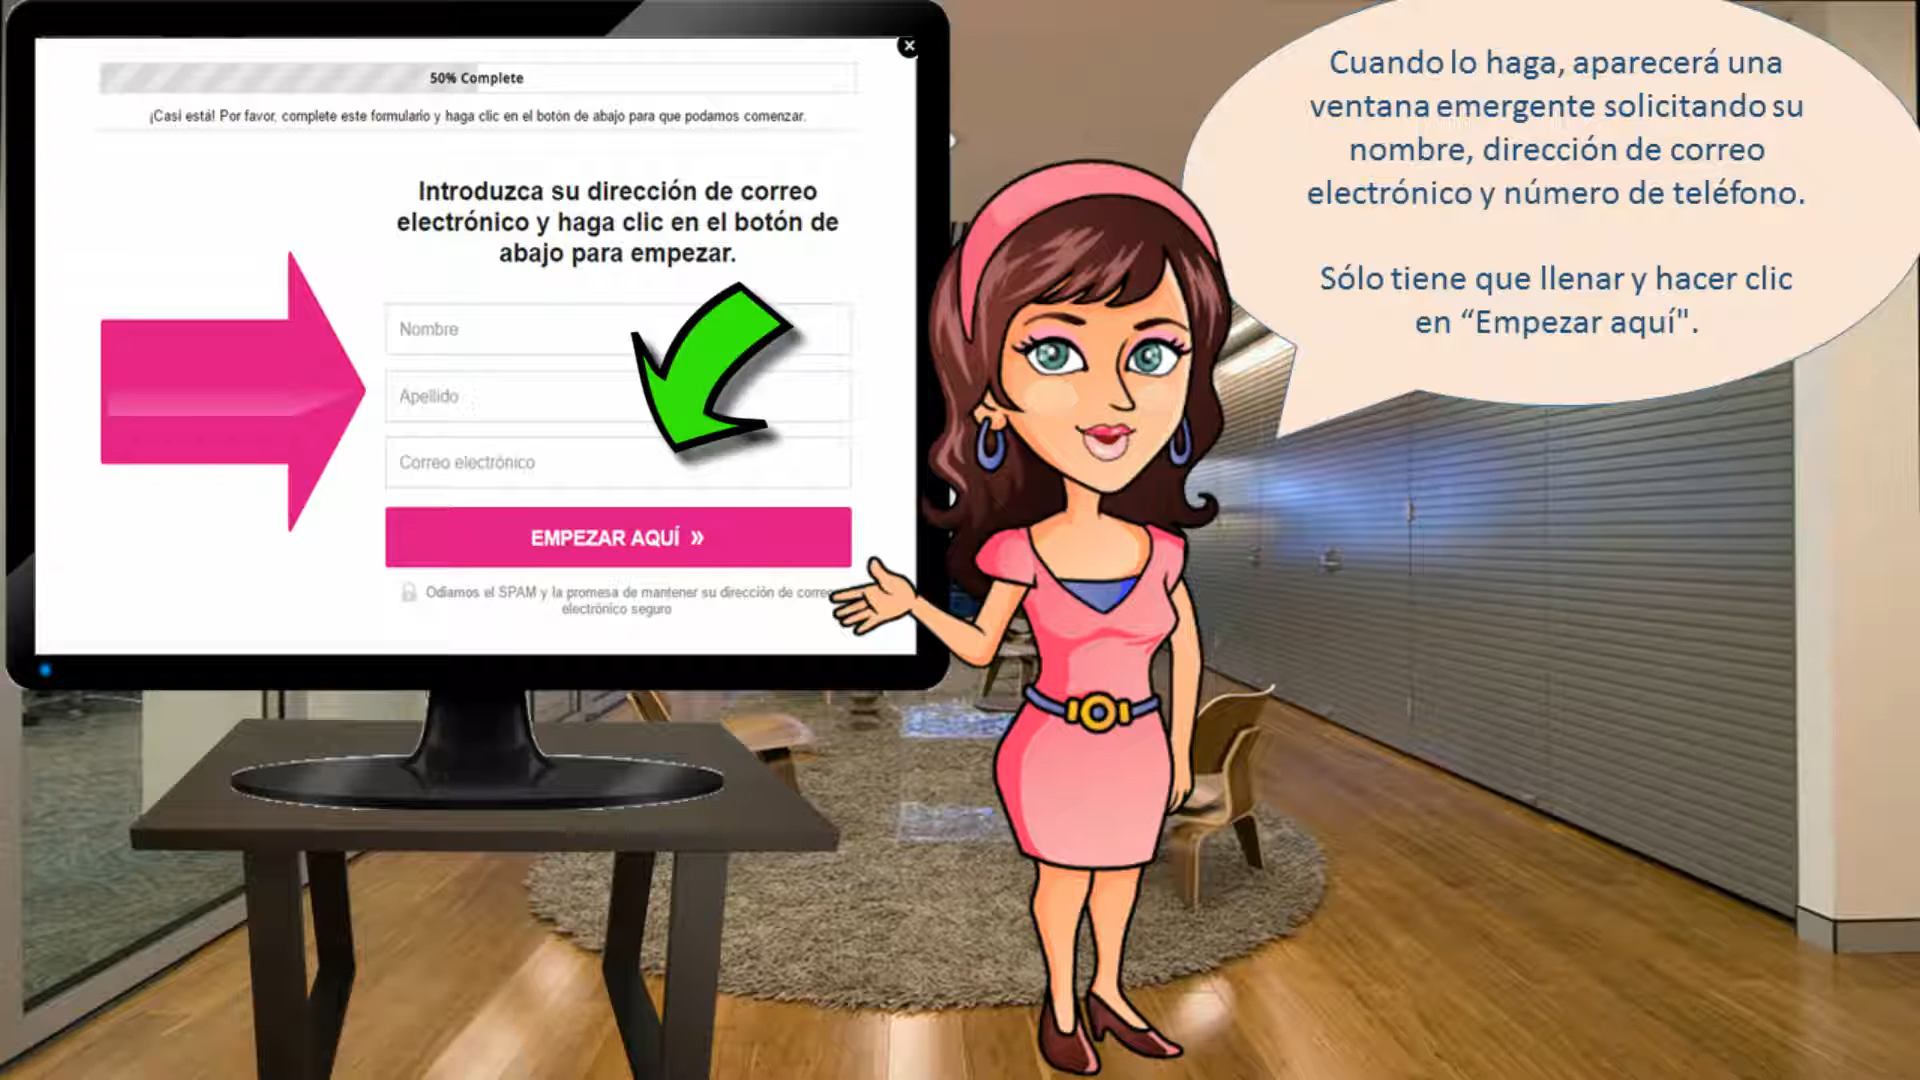 50% Complete
¡Casi está! Por favor, complete este formulario y haga clic en el botón de abajo para que podamos comenzar.
Introduzca su dirección de correo
electrónico y haga clic en el botón de
abajo para empezar.
Nombre
Apellido
Correo electrónico
EMPEZAR AQUÍ »
Odiamos el SPAM y la promesa de mantener su dirección de correo
electrónico seguro
Cuando lo haga, aparecerá una
ventana emergente solicitando su
nombre, dirección de correo
electrónico y número de teléfono.
Sólo tiene que llenar y hacer clic
en “Empezar aquí".